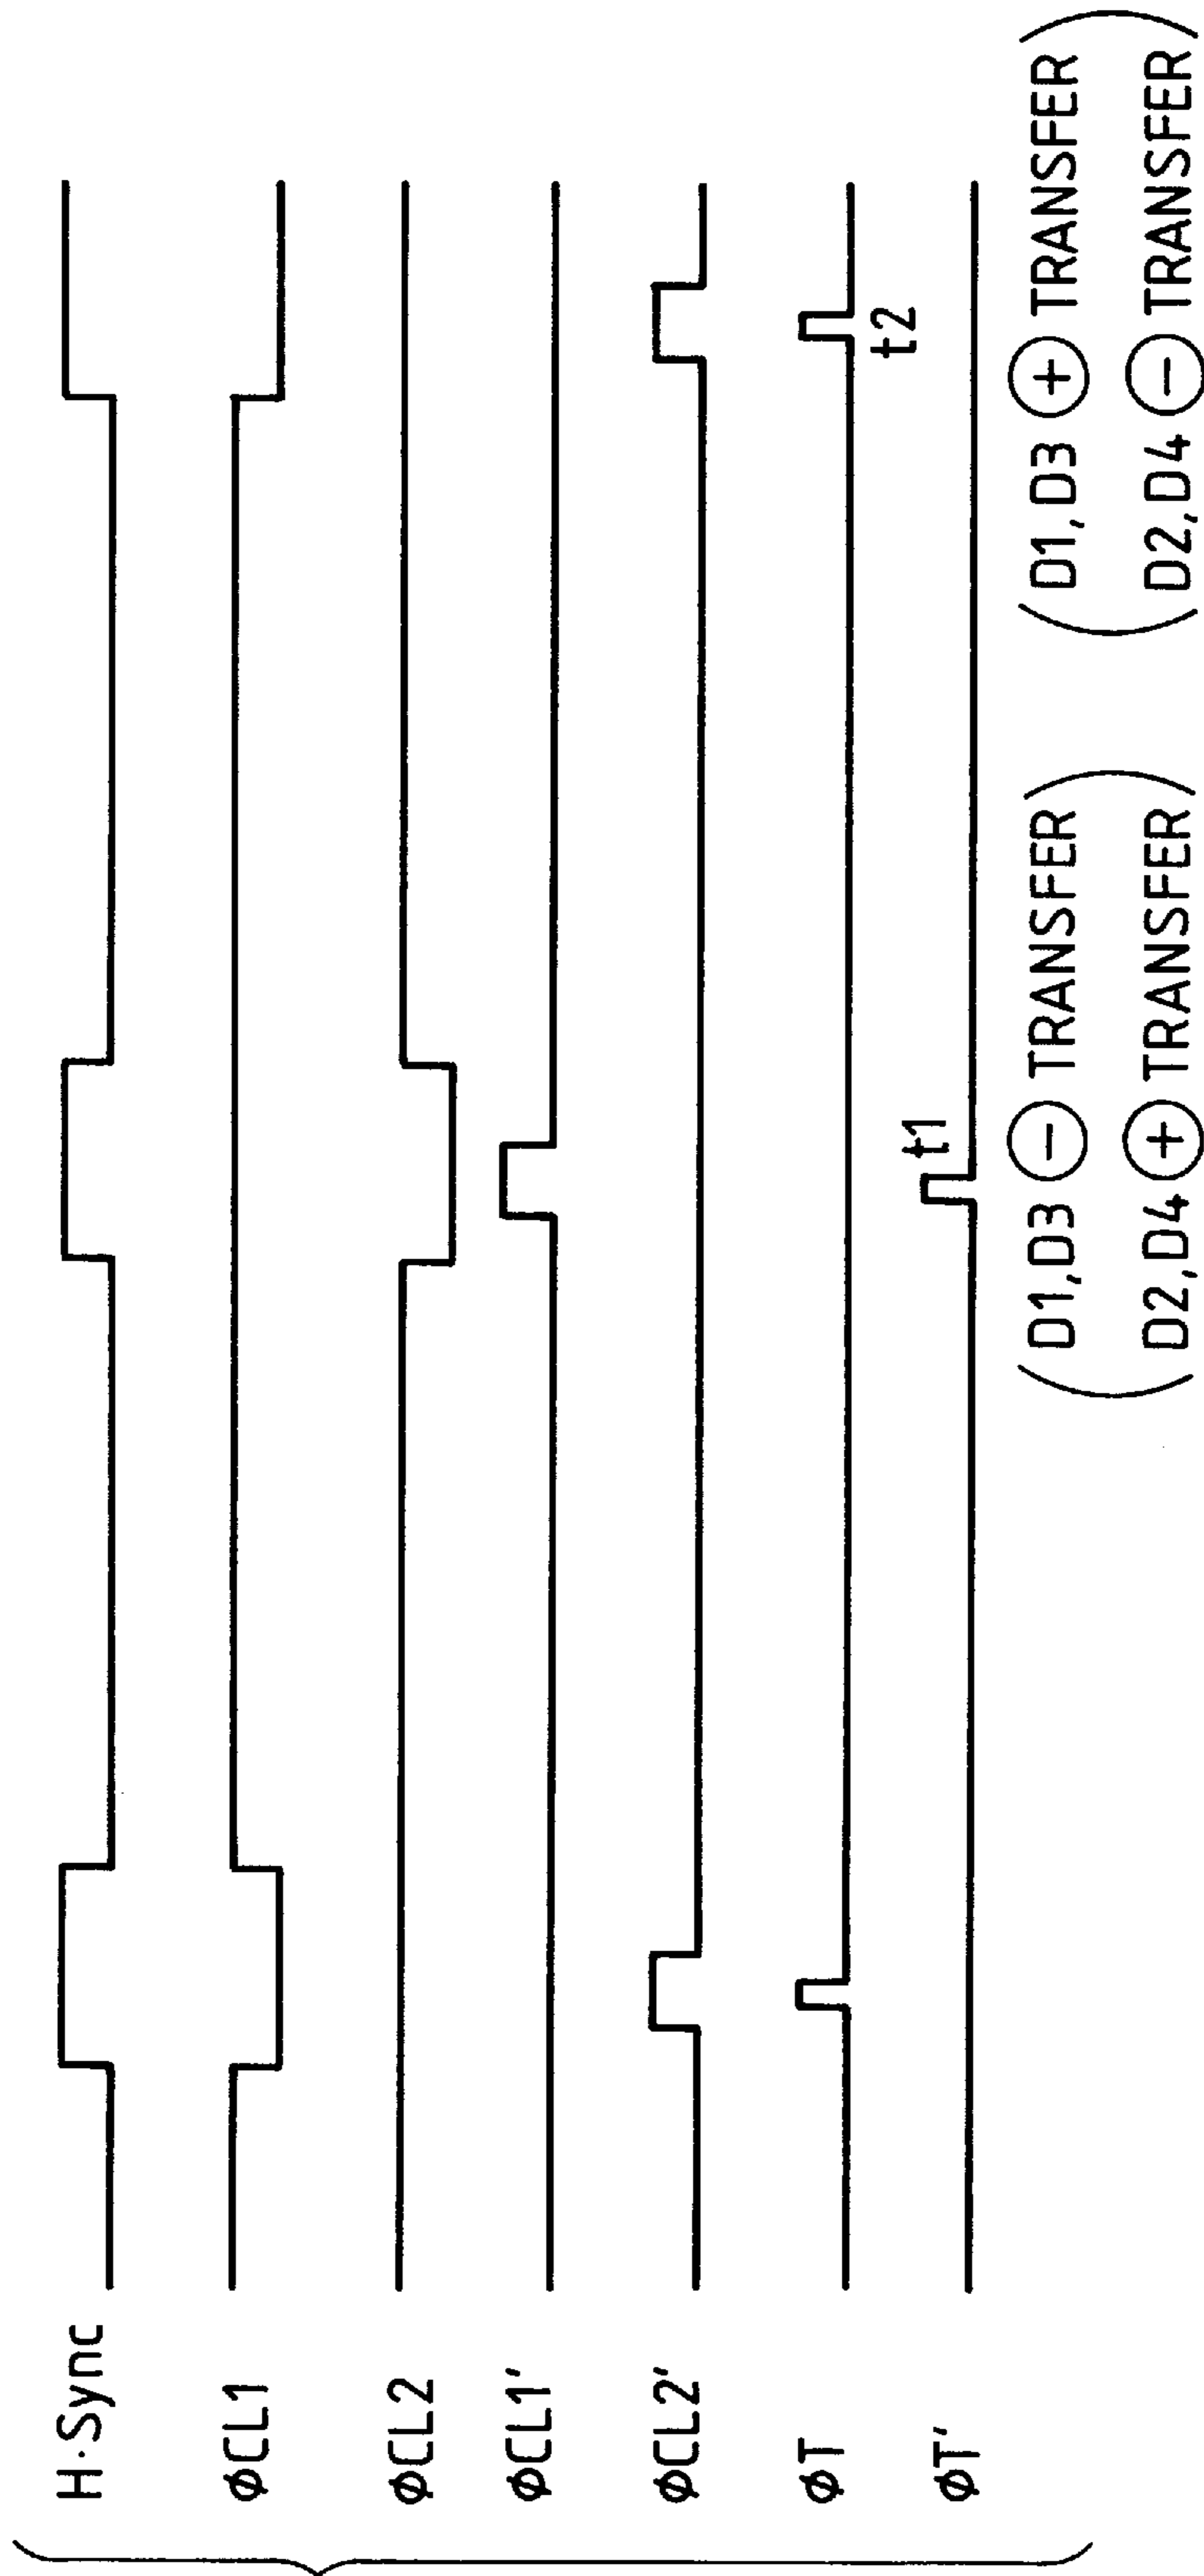 H·Sync
φCL1
φCL2
φCL1'
φCL2'
φT
φT'
t1
t2
(D1,D3 ⊖ TRANSFER)
(D2,D4 ⊕ TRANSFER)
(D1,D3 ⊕ TRANSFER)
(D2,D4 ⊖ TRANSFER)